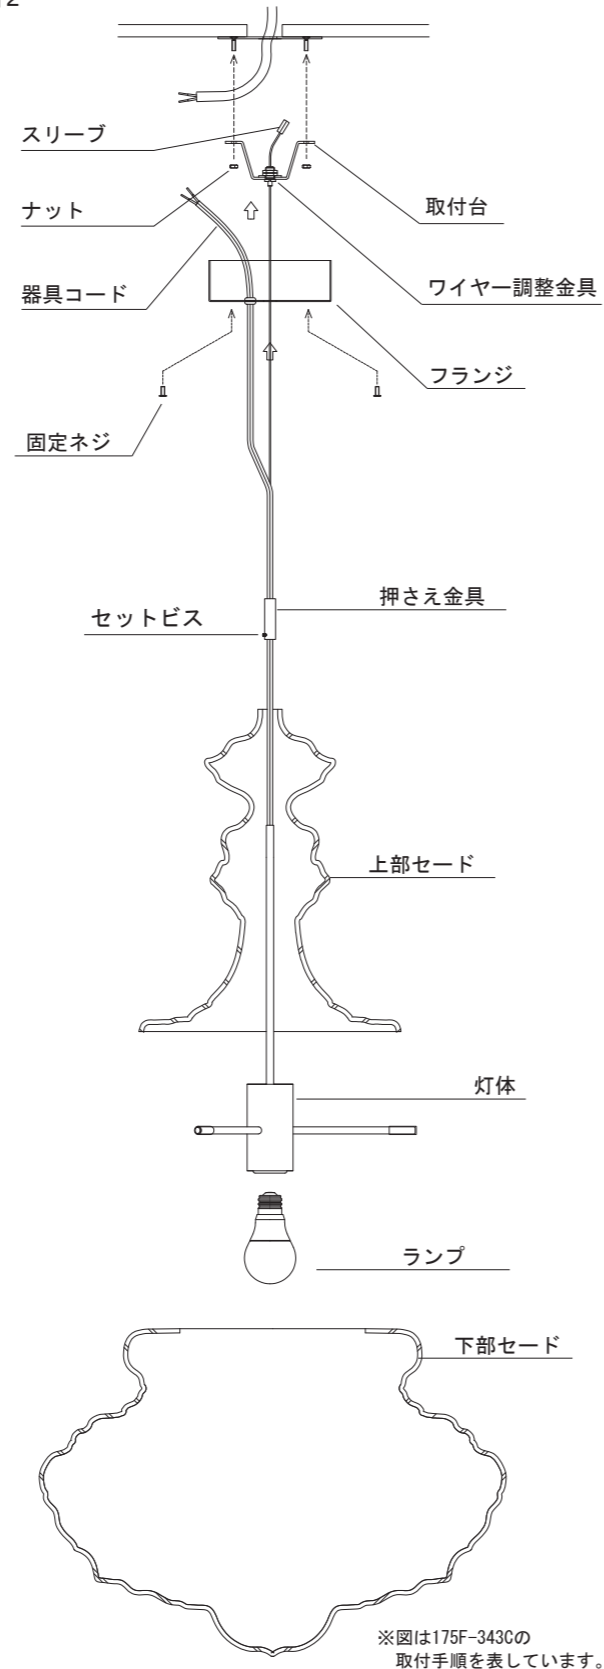 スリーブ
ナット
取付台
器具コード
ワイヤー調整金具
フランジ
固定ネジ
押さえ金具
セットビス
上部セード
灯体
ランプ
下部セード
※図は175F-343Cの
取付手順を表しています。